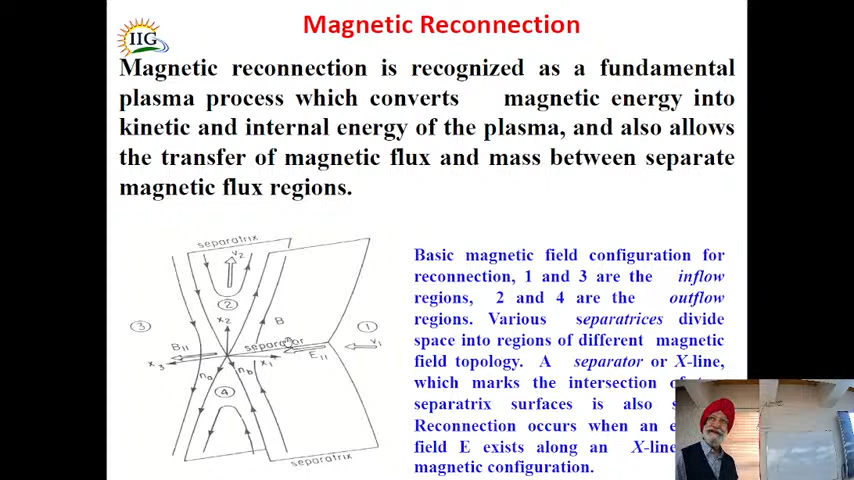 Magnetic Reconnection
IIG
Magnetic reconnection is recognized as a fundamental
plasma process which converts magnetic energy into
kinetic and internal energy of the plasma, and also allows
the transfer of magnetic flux and mass between separate
magnetic flux regions.
separatrix
V2
2
X2
B
3
1
B||
separator
V1
E||
X3
X1
na
nb
4
separatrix
Basic magnetic field configuration for
reconnection, 1 and 3 are the inflow
regions, 2 and 4 are the outflow
regions. Various separatrices divide
space into regions of different magnetic
field topology. A separator or X-line,
which marks the intersection
separatrix surfaces is also
Reconnection occurs when an
field E exists along an X-line
magnetic configuration.